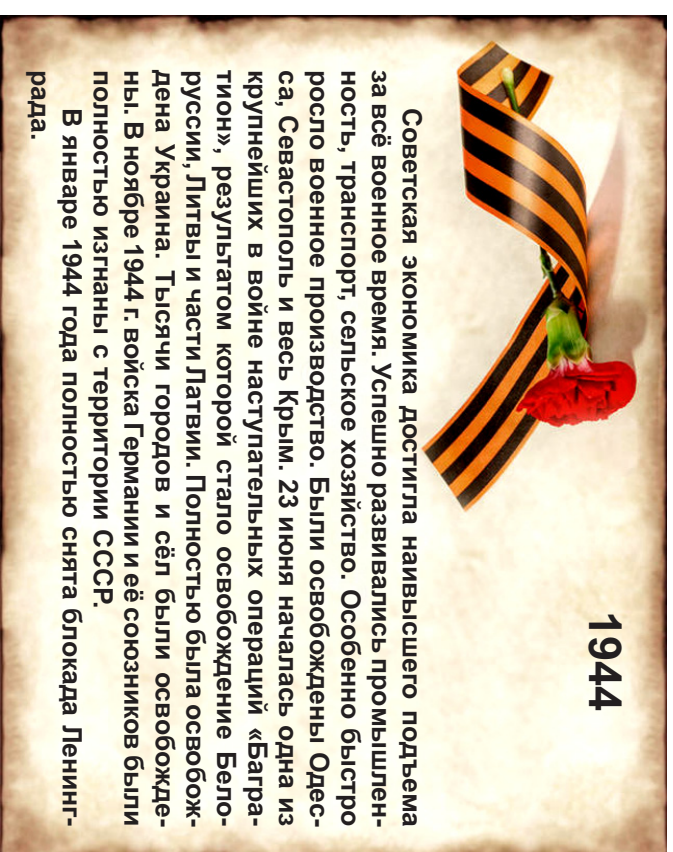 1944
Советская экономика достигла наивысшего подъема
за всё военное время. Успешно развивались промышлен-
ность, транспорт, сельское хозяйство. Особенно быстро
росло военное производство. Были освобождены Одес-
са, Севастополь и весь Крым. 23 июня началась одна из
крупнейших в войне наступательных операций «Багра-
тион», результатом которой стало освобождение Бело-
руссии, Литвы и части Латвии. Полностью была освобож-
дена Украина. Тысячи городов и сёл были освобожде-
ны. В ноябре 1944 г. войска Германии и её союзников были
полностью изгнаны с территории СССР.
В январе 1944 года полностью снята блокада Ленинг-
рада.